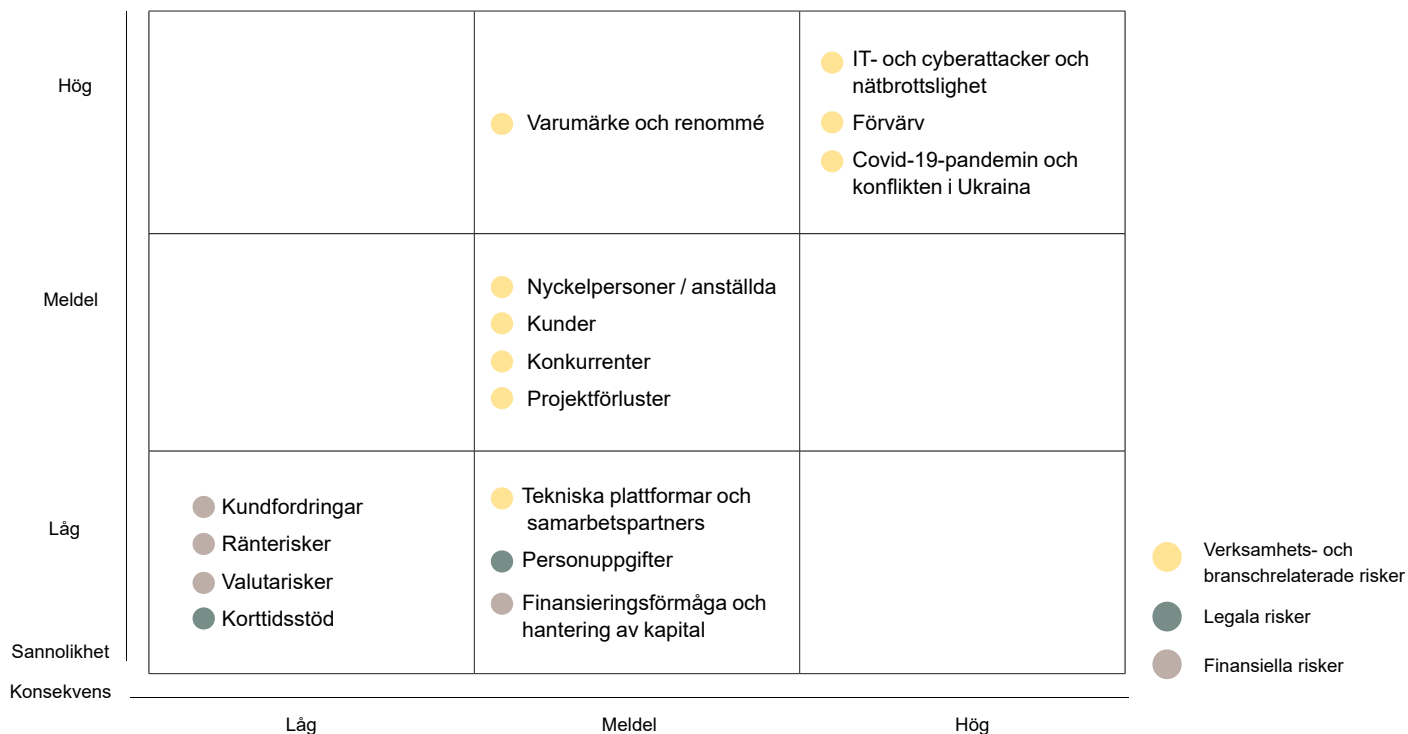 Hög
Varumärke och renommé
IT- och cyberattacker och
nätbrottslighet
Förvärv
Covid-19-pandemin och
konflikten i Ukraina
Meldel
Nyckelpersoner / anställda
Kunder
Konkurrenter
Projektförluster
Låg
Kundfordringar
Ränterisker
Valutarisker
Korttidsstöd
Tekniska plattformar och
samarbetspartners
Personuppgifter
Finansieringsförmåga och
hantering av kapital
Sannolikhet
Konsekvens
Låg
Meldel
Hög
Verksamhets- och
branschrelaterade risker
Legala risker
Finansiella risker